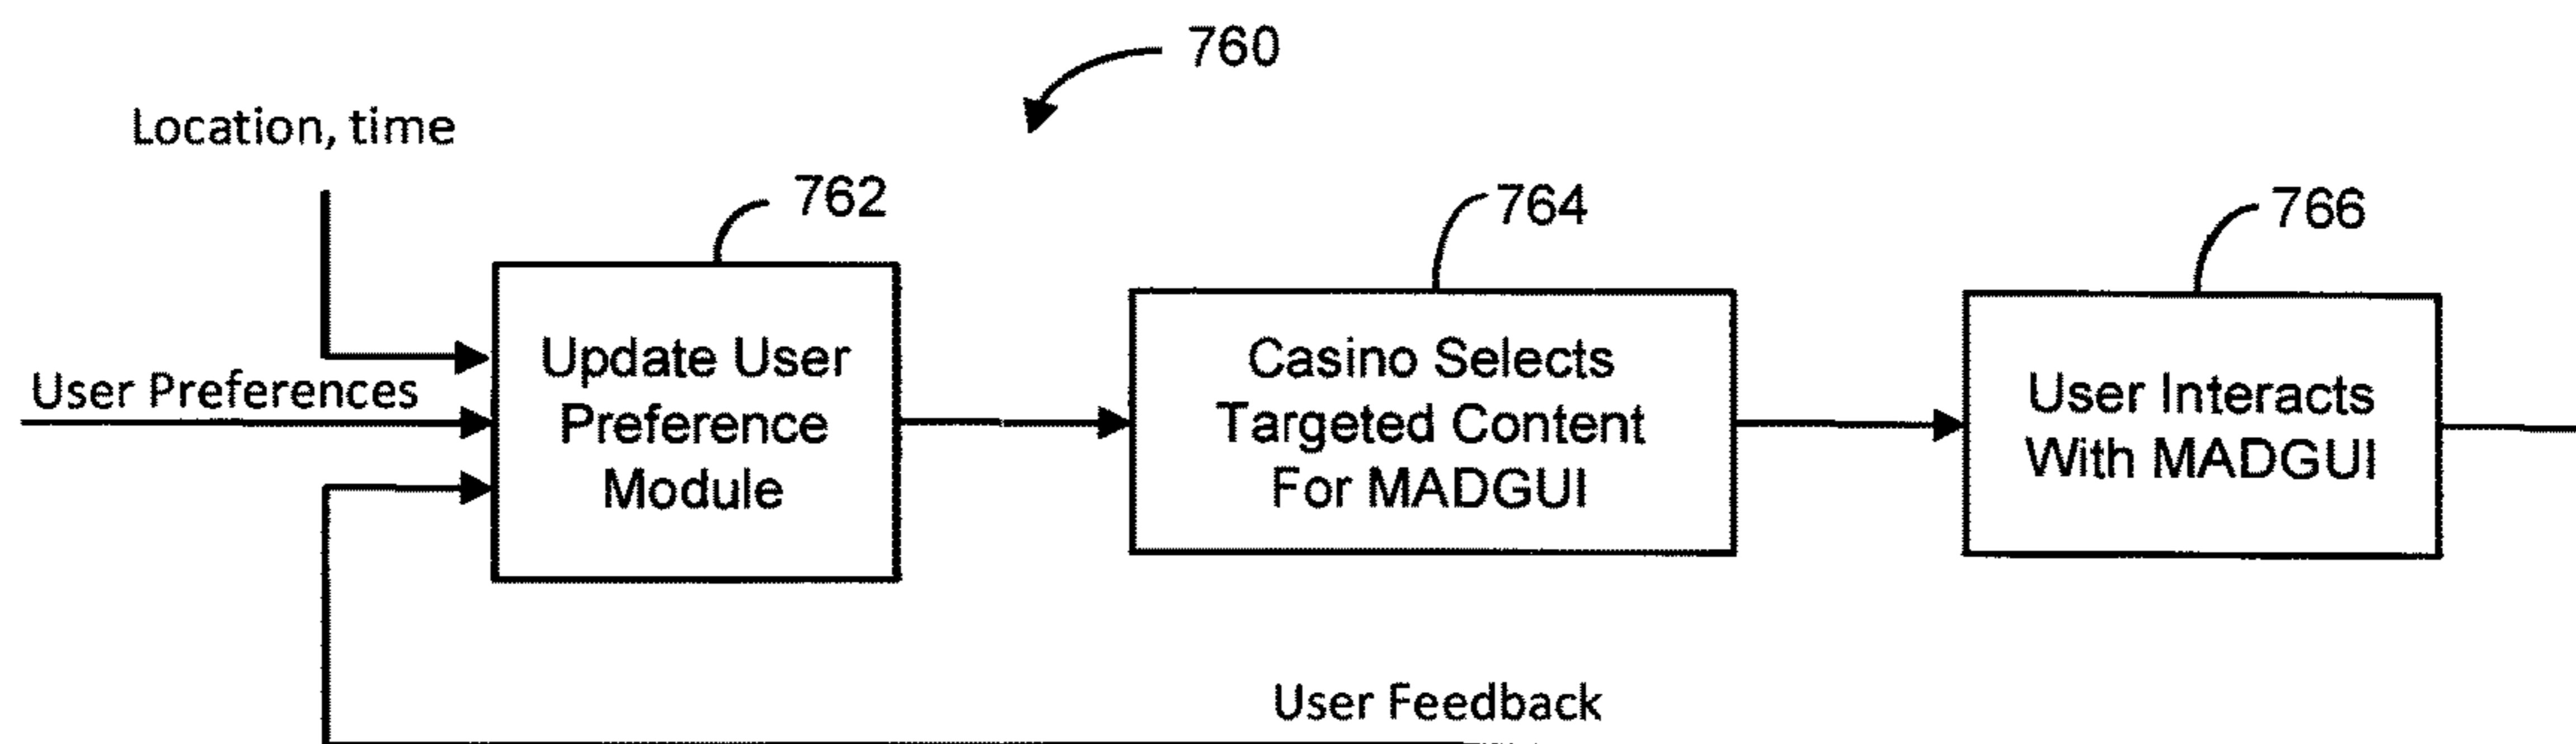 760
Location, time
762
764
766
User Preferences
Update User
Preference
Module
Casino Selects
Targeted Content
For MADGUI
User Interacts
With MADGUI
User Feedback